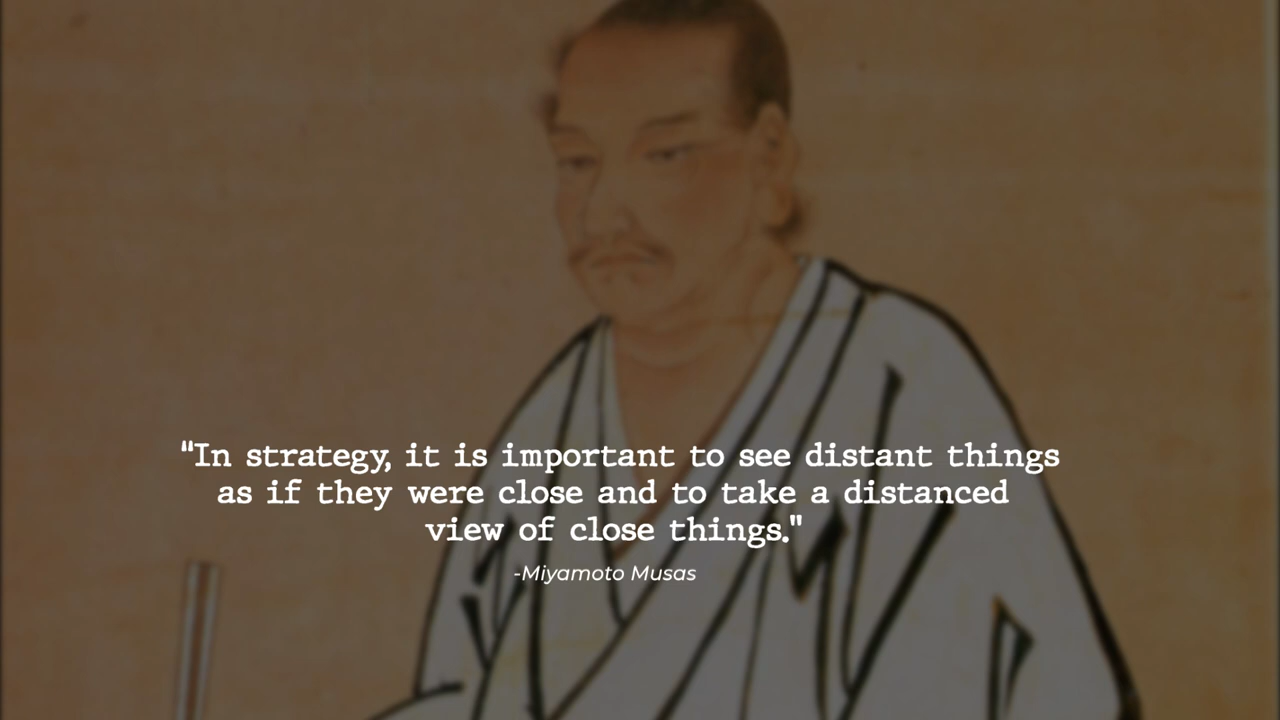 "In strategy, it is important to see distant things
as if they were close and to take a distanced
view of close things."
-Miyamoto Musas